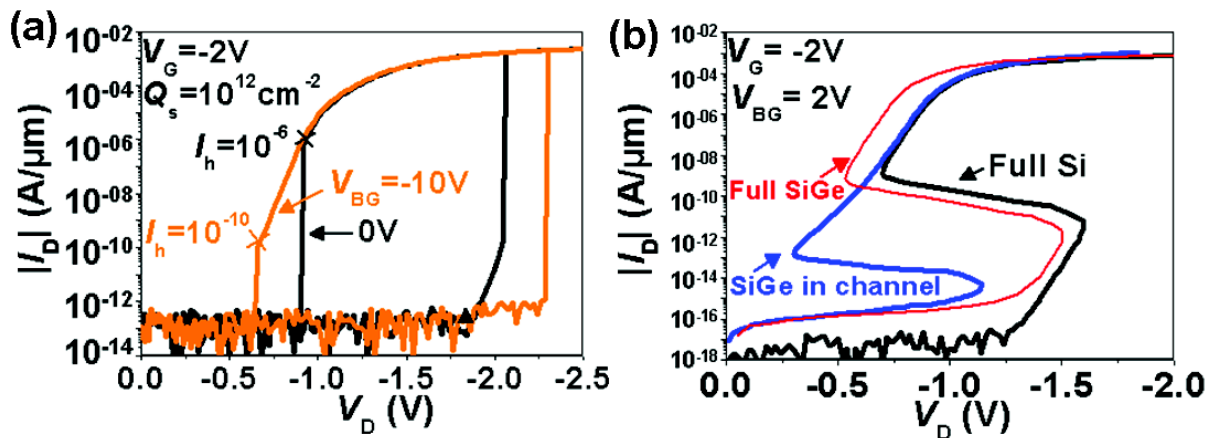 (a)
10⁻⁰²
10⁻⁰⁴
10⁻⁰⁶
10⁻⁰⁸
10⁻¹⁰
10⁻¹²
10⁻¹⁴
|I_D| (A/µm)
V_G=-2V
Q_s=10¹²cm⁻²
I_h=10⁻⁶
V_BG=-10V
I_h=10⁻¹⁰
0V
0.0 -0.5 -1.0 -1.5 -2.0 -2.5
V_D (V)
(b)
10⁻⁰²
10⁻⁰⁴
10⁻⁰⁶
10⁻⁰⁸
10⁻¹⁰
10⁻¹²
10⁻¹⁴
10⁻¹⁶
10⁻¹⁸
|I_D| (A/µm)
V_G= -2V
V_BG= 2V
Full Si
Full SiGe
SiGe in channel
0.0 -0.5 -1.0 -1.5 -2.0
V_D (V)